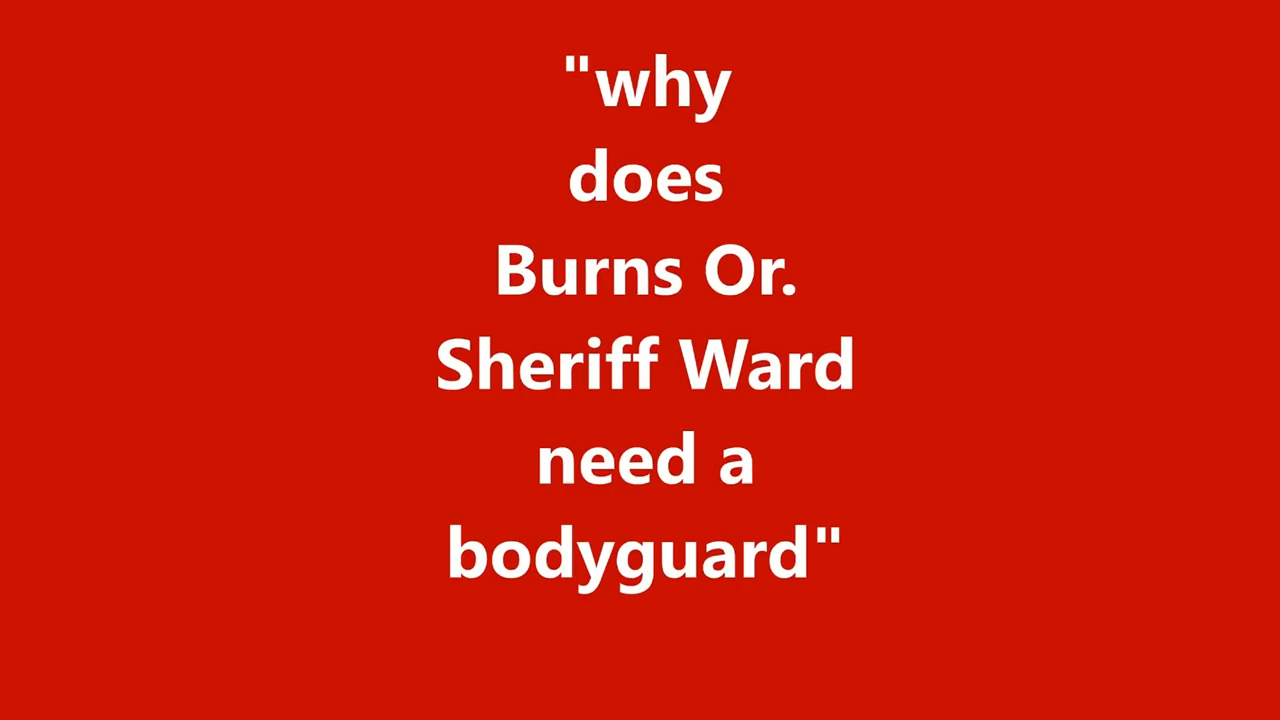 "why
does
Burns Or.
Sheriff Ward
need a
bodyguard"